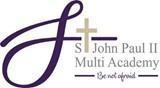 St John Paul II
Multi Academy
Be not afraid